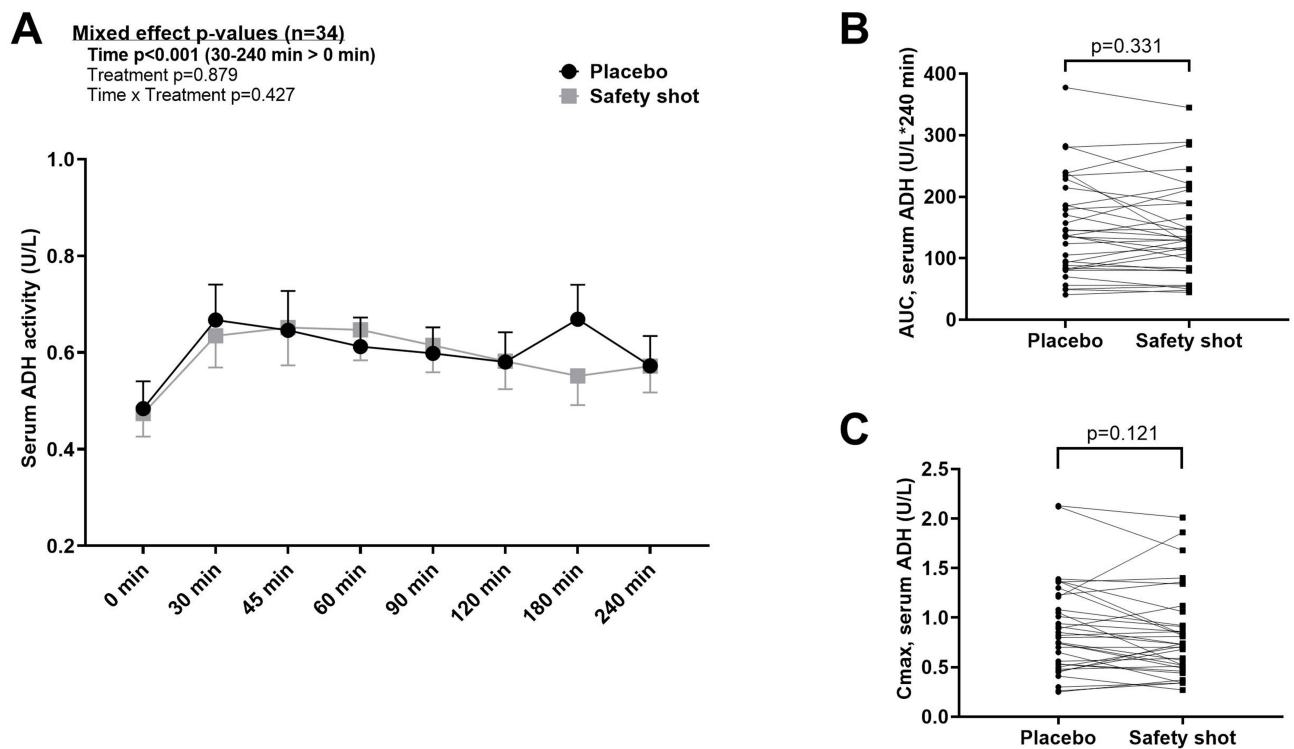 A
Mixed effect p-values (n=34)
Time p<0.001 (30-240 min > 0 min)
Treatment p=0.879
Time x Treatment p=0.427
Placebo
Safety shot
Serum ADH activity (U/L)
1.0
0.8
0.6
0.4
0.2
0 min
30 min
45 min
60 min
90 min
120 min
180 min
240 min
B
p=0.331
AUC, serum ADH (U/L*240 min)
400
300
200
100
0
Placebo
Safety shot
C
p=0.121
Cmax, serum ADH (U/L)
2.5
2.0
1.5
1.0
0.5
0.0
Placebo
Safety shot